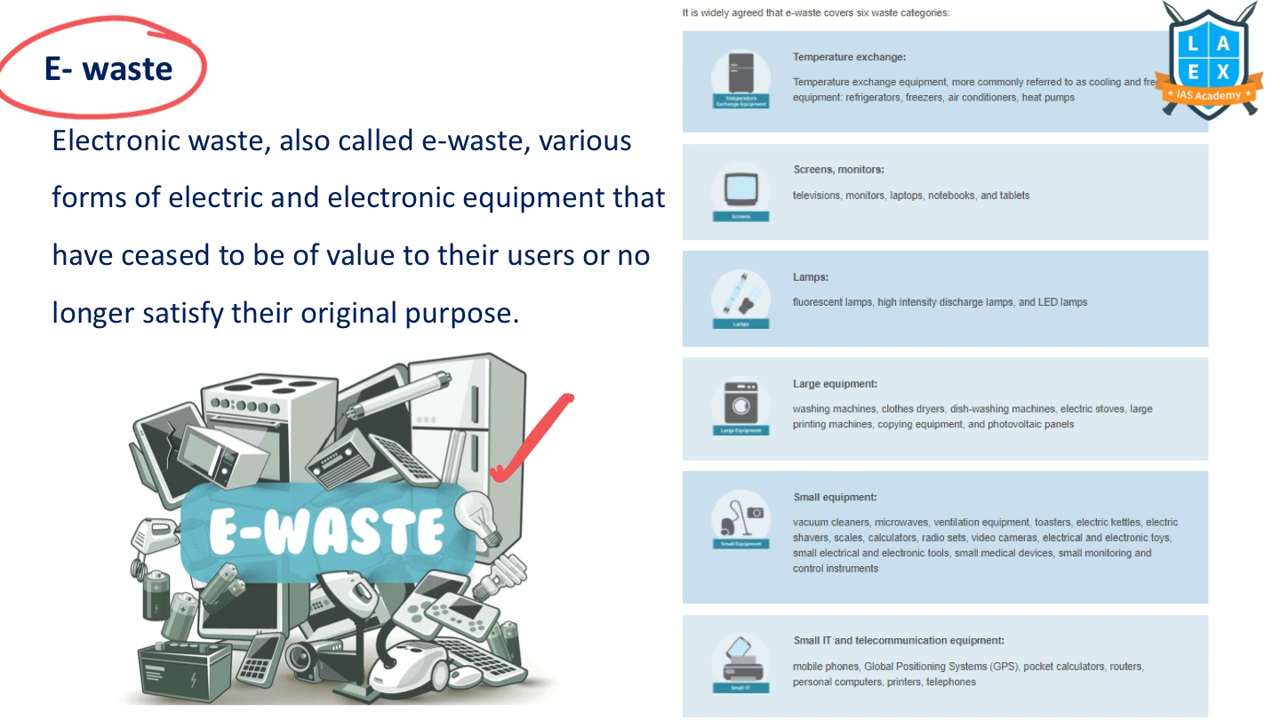 E- waste
Electronic waste, also called e-waste, various
forms of electric and electronic equipment that
have ceased to be of value to their users or no
longer satisfy their original purpose.
E-WASTE
It is widely agreed that e-waste covers six waste categories:
Temperature exchange:
Temperature exchange equipment, more commonly referred to as cooling and
equipment: refrigerators, freezers, air conditioners, heat pumps
Temperature
Exchange Equipment
Screens, monitors:
televisions, monitors, laptops, notebooks, and tablets
Screens
Lamps:
fluorescent lamps, high intensity discharge lamps, and LED lamps
Lamps
Large equipment:
washing machines, clothes dryers, dish-washing machines, electric stoves, large
printing machines, copying equipment, and photovoltaic panels
Large Equipment
Small equipment:
vacuum cleaners, microwaves, ventilation equipment, toasters, electric kettles, electric
shavers, scales, calculators, radio sets, video cameras, electrical and electronic toys,
small electrical and electronic tools, small medical devices, small monitoring and
control instruments
Small Equipment
Small IT and telecommunication equipment:
mobile phones, Global Positioning Systems (GPS), pocket calculators, routers,
personal computers, printers, telephones
Small IT
L A
E X
IAS Academy